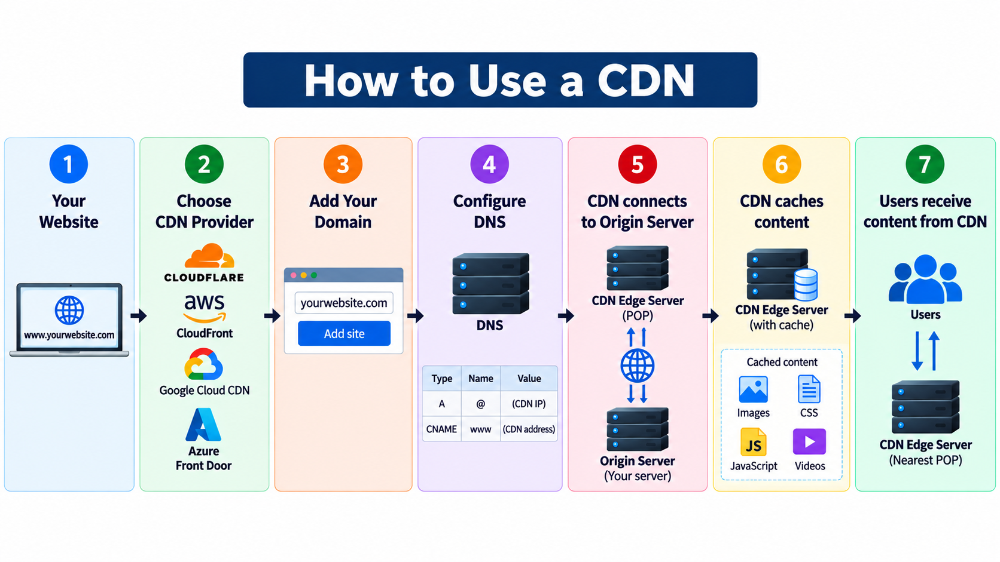 How to Use a CDN
1
Your
Website
www.yourwebsite.com
2
Choose
CDN Provider
CLOUDFLARE
aws
CloudFront
Google Cloud CDN
Azure
Front Door
3
Add Your
Domain
yourwebsite.com
Add site
4
Configure
DNS
DNS
Type Name Value
A @ (CDN IP)
CNAME www (CDN address)
5
CDN connects
to Origin Server
CDN Edge Server
(POP)
Origin Server
(Your server)
6
CDN caches
content
CDN Edge Server
(with cache)
Cached content
Images CSS
JS
JavaScript Videos
7
Users receive
content from CDN
Users
CDN Edge Server
(Nearest POP)